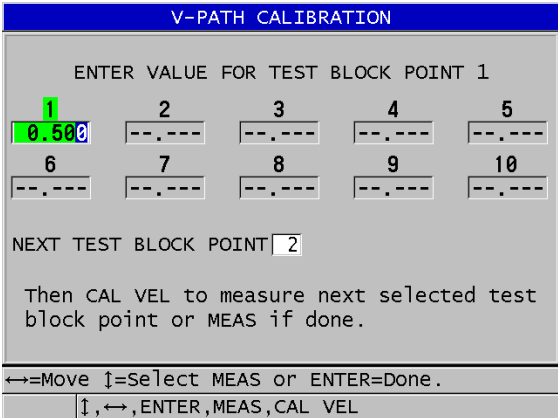 V-PATH CALIBRATION
ENTER VALUE FOR TEST BLOCK POINT 1
1 2 3 4 5
0.500 --.--- --.--- --.--- --.---
6 7 8 9 10
--.--- --.--- --.--- --.--- --.---
NEXT TEST BLOCK POINT 2
Then CAL VEL to measure next selected test
block point or MEAS if done.
↔=Move ↕=Select MEAS or ENTER=Done.
↕,↔,ENTER,MEAS,CAL VEL